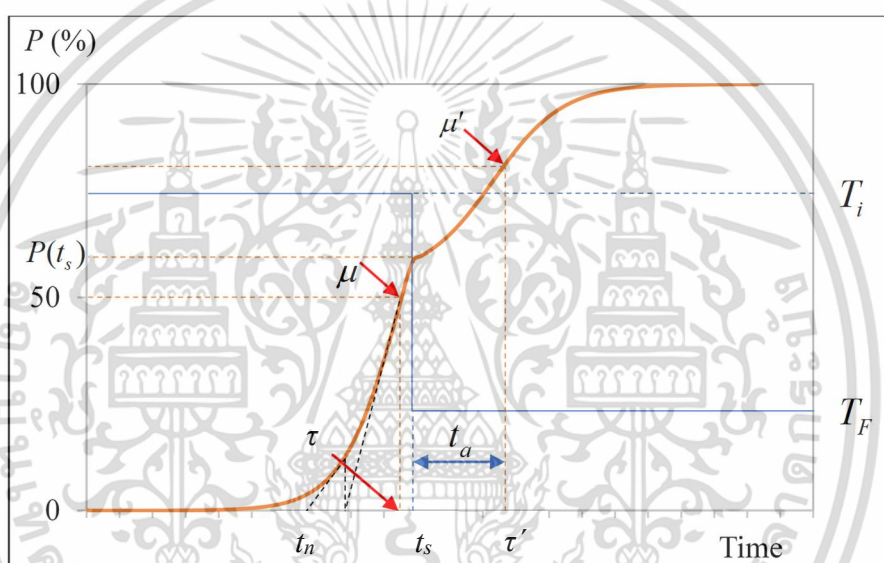 P (%)
100
μ'
T_i
P(t_s)
μ
50
T_F
τ
t_a
0
t_n
t_s
τ′
Time